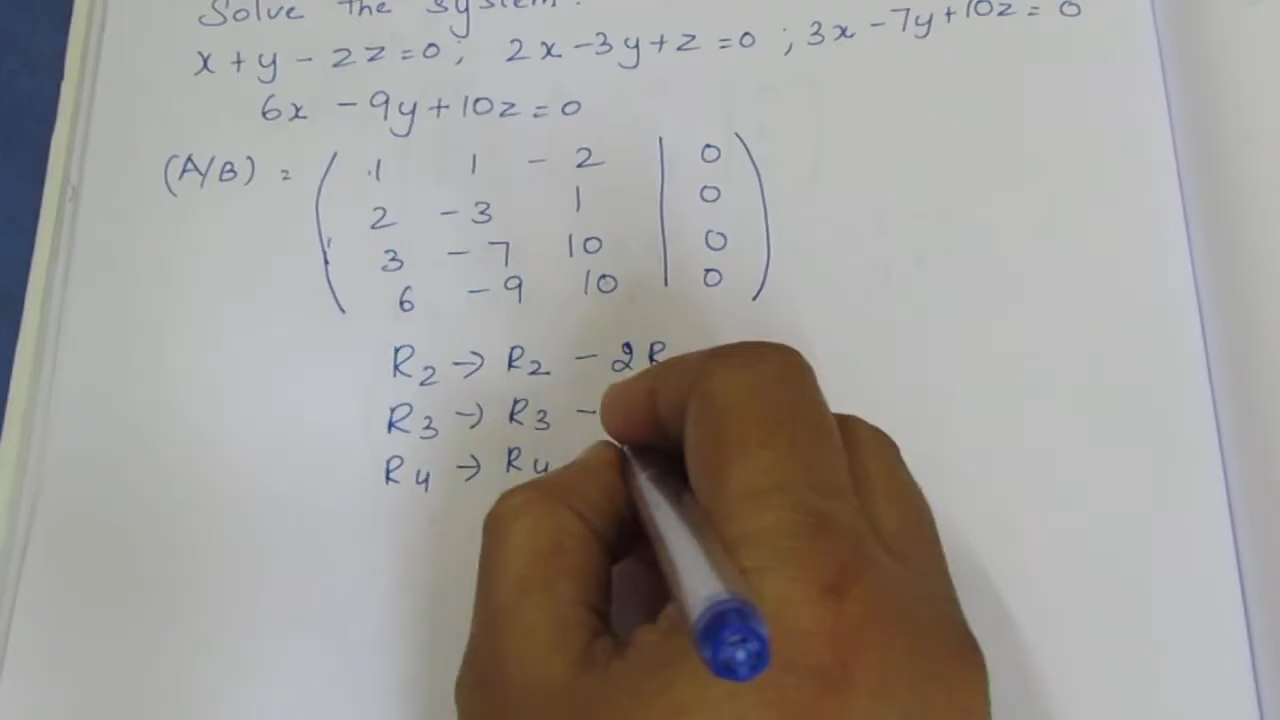 Solve the system:
x + y - 2z = 0 ; 2x - 3y + z = 0 ; 3x - 7y + 10z = 0
6x - 9y + 10z = 0
(A/B) = ( 1 1 - 2 | 0 )
2 - 3 1 | 0
3 - 7 10 | 0
6 - 9 10 | 0
R2 → R2 - 2R
R3 → R3 -
R4 → R4